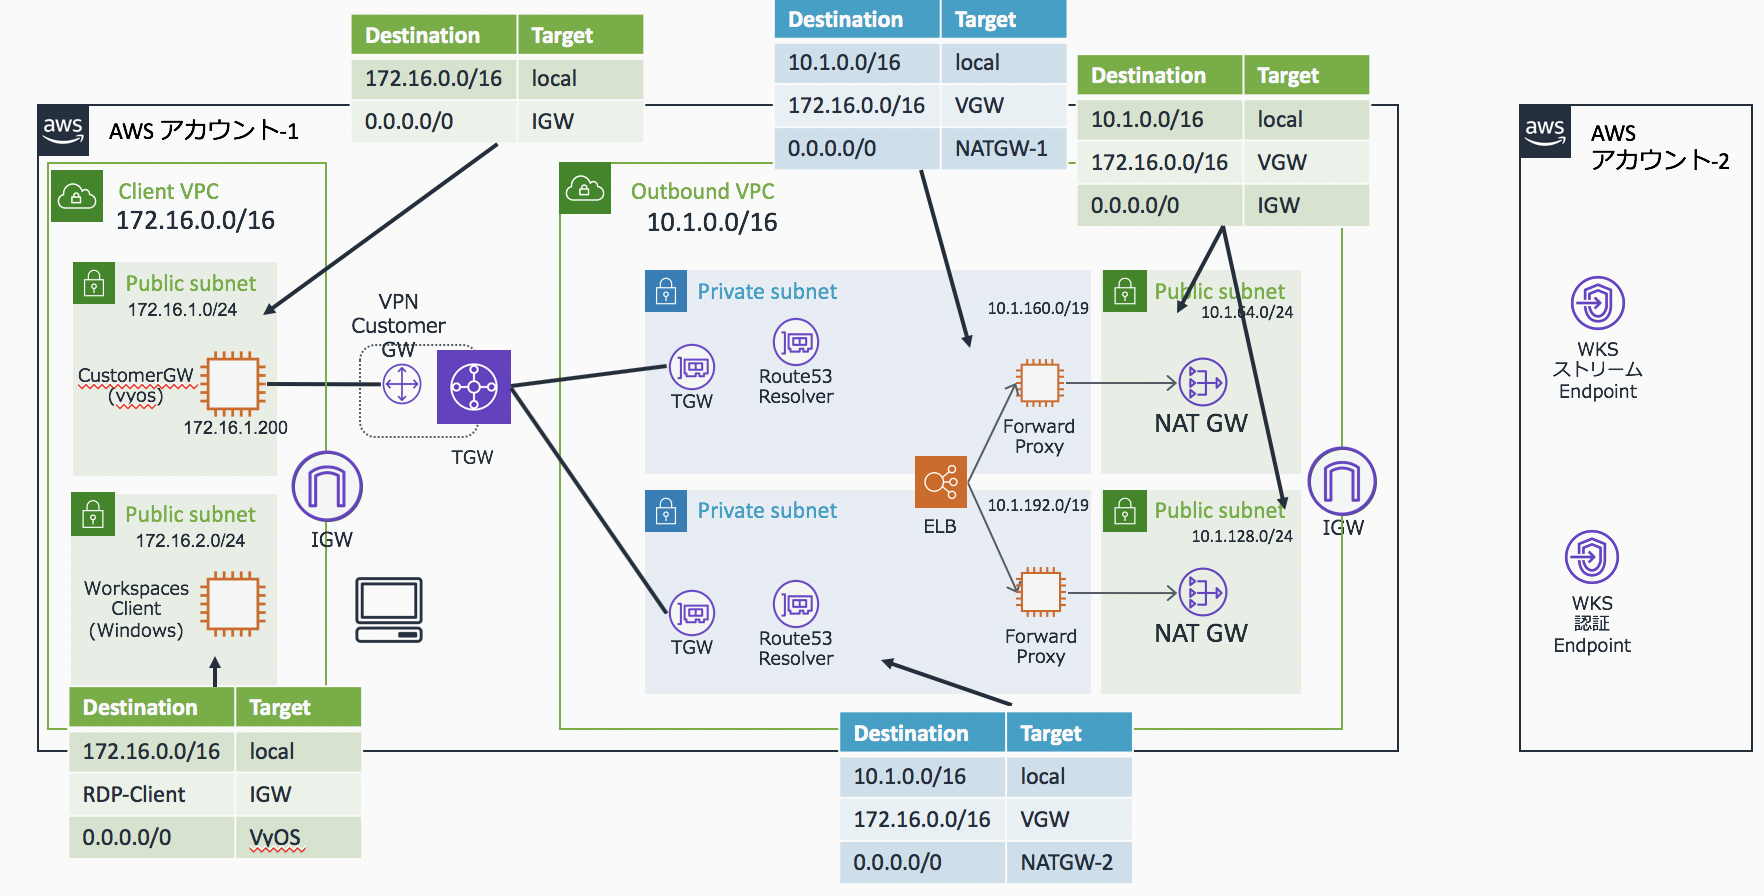 Destination Target
172.16.0.0/16 local
0.0.0.0/0 IGW
Destination Target
10.1.0.0/16 local
172.16.0.0/16 VGW
0.0.0.0/0 NATGW-1
Destination Target
10.1.0.0/16 local
172.16.0.0/16 VGW
0.0.0.0/0 IGW
aws
AWS アカウント-1
Client VPC
172.16.0.0/16
Public subnet
172.16.1.0/24
CustomerGW
(vyos)
172.16.1.200
Public subnet
172.16.2.0/24
Workspaces
Client
(Windows)
IGW
VPN
Customer
GW
TGW
Outbound VPC
10.1.0.0/16
Private subnet
10.1.160.0/19
TGW
Route53
Resolver
Forward
Proxy
Public subnet
10.1.64.0/24
NAT GW
ELB
Private subnet
10.1.192.0/19
TGW
Route53
Resolver
Forward
Proxy
Public subnet
10.1.128.0/24
NAT GW
IGW
Destination Target
172.16.0.0/16 local
RDP-Client IGW
0.0.0.0/0 VyOS
Destination Target
10.1.0.0/16 local
172.16.0.0/16 VGW
0.0.0.0/0 NATGW-2
aws
AWS
アカウント-2
WKS
ストリーム
Endpoint
WKS
認証
Endpoint